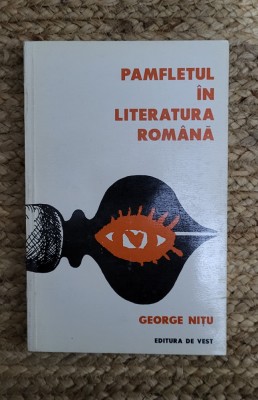 PAMFLETUL
ÎN
LITERATURA
ROMÂNĂ
GEORGE NIȚU
EDITURA DE VEST